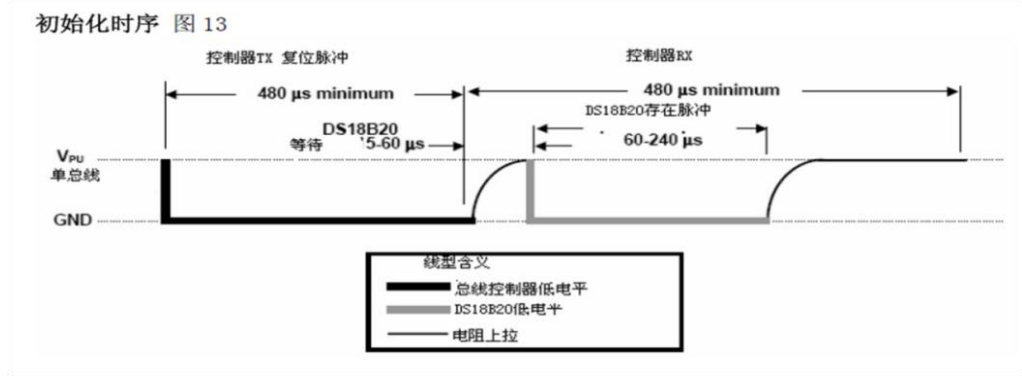 初始化时序 图 13
控制器TX 复位脉冲
控制器RX
480 µs minimum
480 µs minimum
DS18B20存在脉冲
DS18B20
等待 5-60 µs
60-240 µs
VPU
单总线
GND
线型含义
总线控制器低电平
DS18B20低电平
电阻上拉